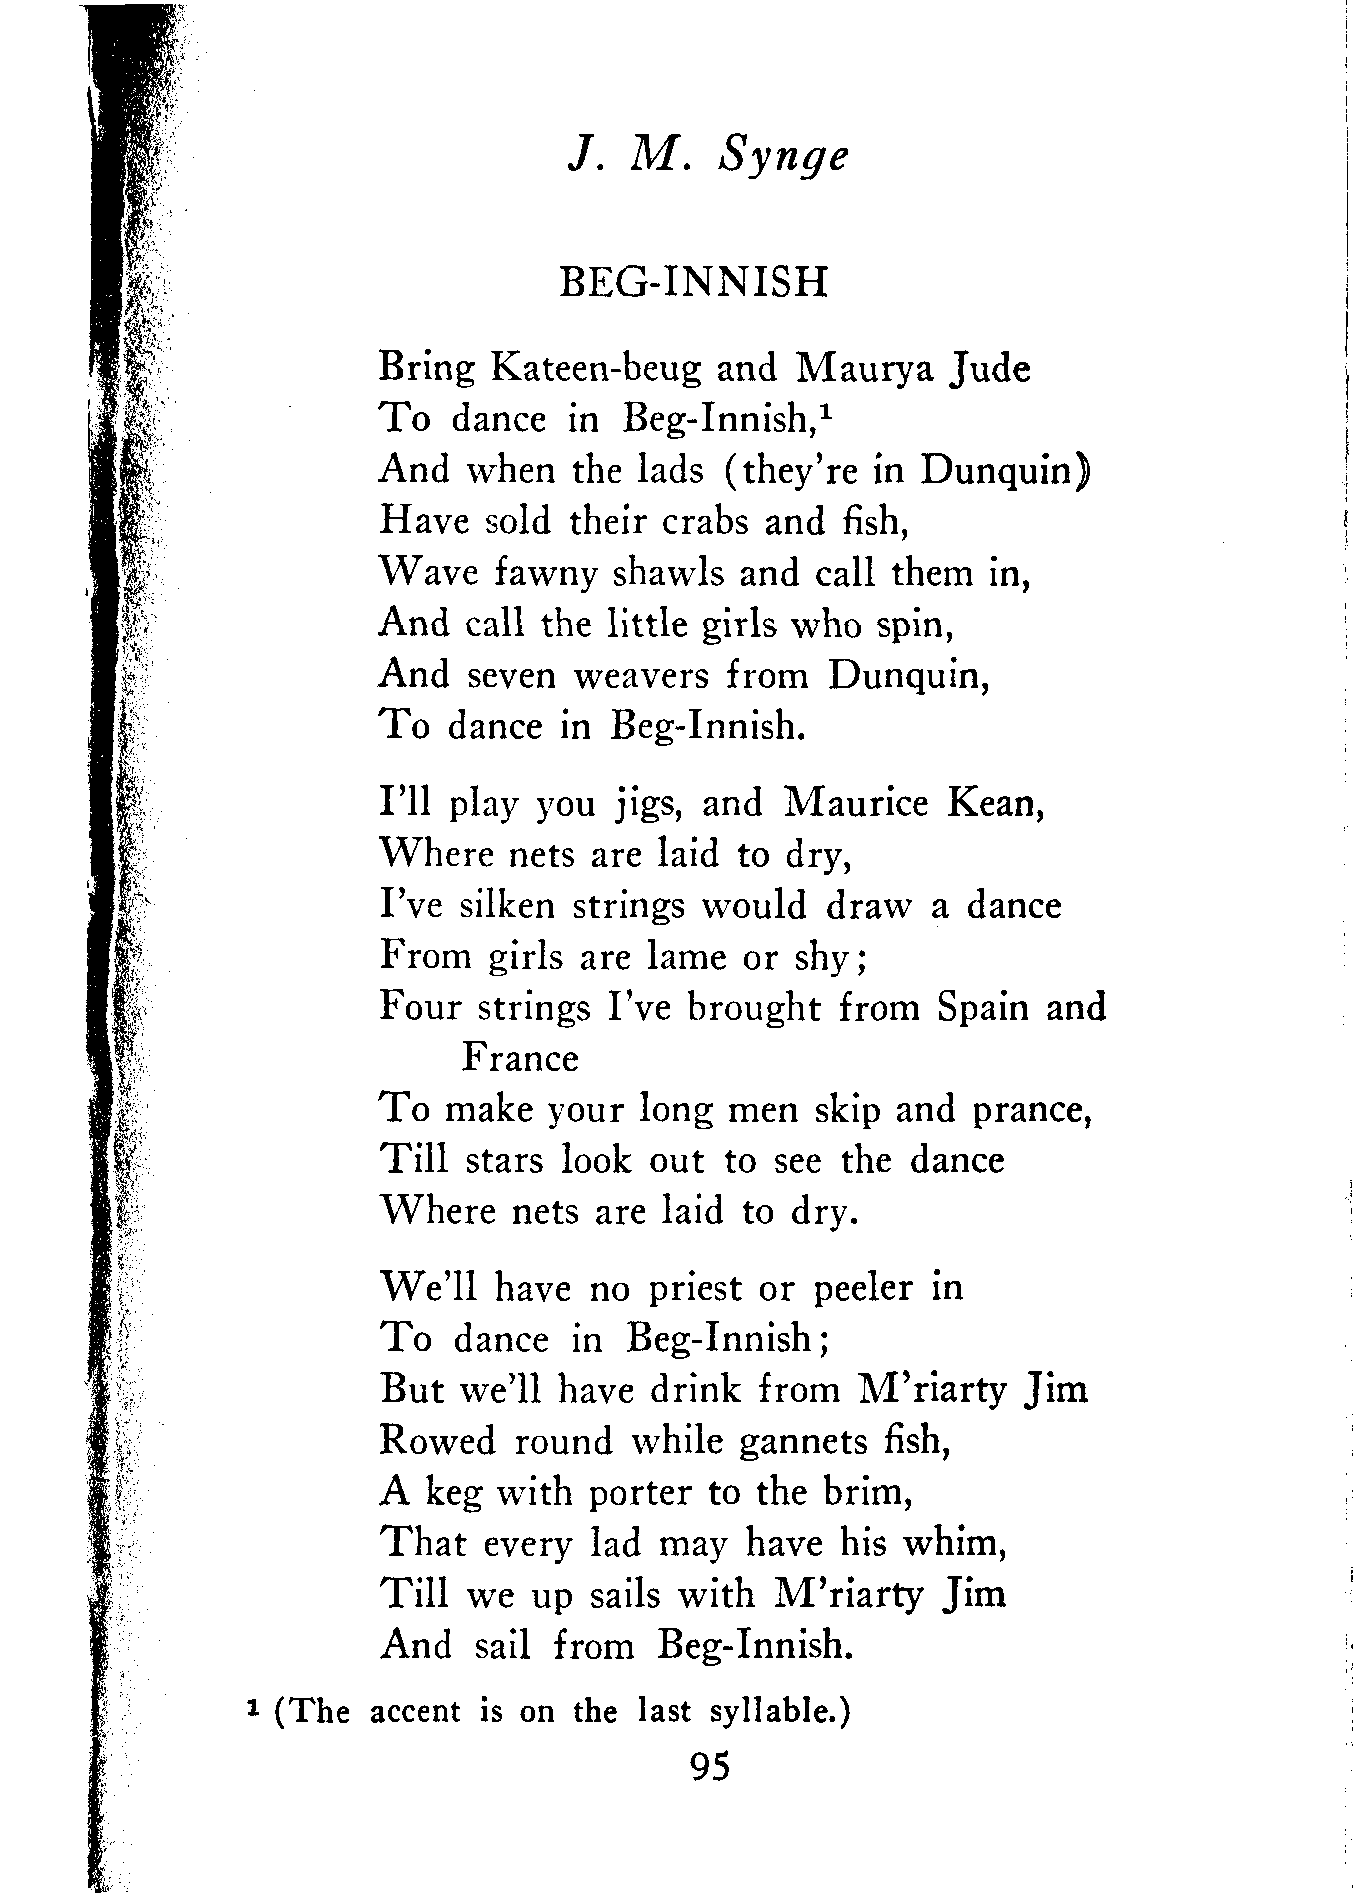 J. M. Synge
BEG-INNISH
Bring Kateen-beug and Maurya Jude
To dance in Beg-Innish,¹
And when the lads (they're in Dunquin)
Have sold their crabs and fish,
Wave fawny shawls and call them in,
And call the little girls who spin,
And seven weavers from Dunquin,
To dance in Beg-Innish.
I'll play you jigs, and Maurice Kean,
Where nets are laid to dry,
I've silken strings would draw a dance
From girls are lame or shy;
Four strings I've brought from Spain and
France
To make your long men skip and prance,
Till stars look out to see the dance
Where nets are laid to dry.
We'll have no priest or peeler in
To dance in Beg-Innish;
But we'll have drink from M'riarty Jim
Rowed round while gannets fish,
A keg with porter to the brim,
That every lad may have his whim,
Till we up sails with M'riarty Jim
And sail from Beg-Innish.
¹ (The accent is on the last syllable.)
95